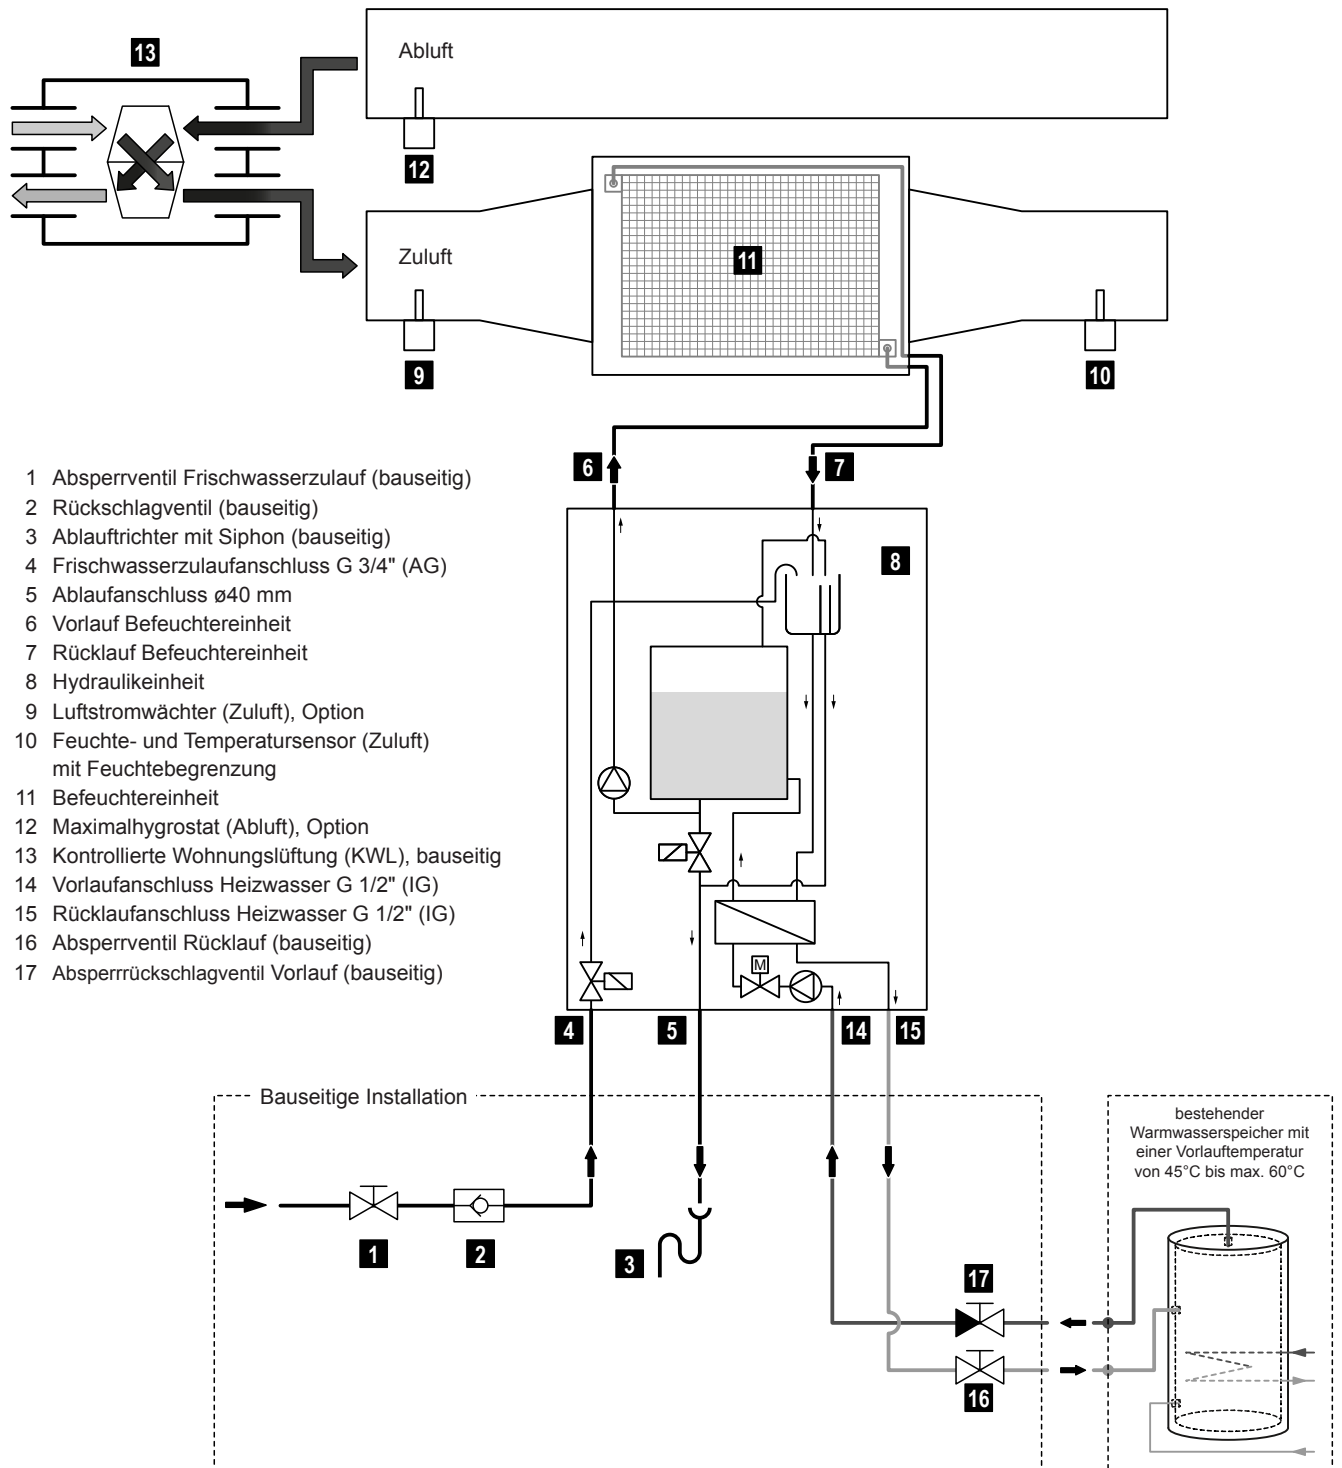 13
Abluft
12
Zuluft
11
9
10
6
7
1 Absperrventil Frischwasserzulauf (bauseitig)
2 Rückschlagventil (bauseitig)
3 Ablauftrichter mit Siphon (bauseitig)
4 Frischwasserzulaufanschluss G 3/4" (AG)
5 Ablaufanschluss ø40 mm
6 Vorlauf Befeuchtereinheit
7 Rücklauf Befeuchtereinheit
8 Hydraulikeinheit
9 Luftstromwächter (Zuluft), Option
10 Feuchte- und Temperatursensor (Zuluft)
mit Feuchtebegrenzung
11 Befeuchtereinheit
12 Maximalhygrostat (Abluft), Option
13 Kontrollierte Wohnungslüftung (KWL), bauseitig
14 Vorlaufanschluss Heizwasser G 1/2" (IG)
15 Rücklaufanschluss Heizwasser G 1/2" (IG)
16 Absperrventil Rücklauf (bauseitig)
17 Absperrrückschlagventil Vorlauf (bauseitig)
8
M
4
5
14
15
Bauseitige Installation
bestehender
Warmwasserspeicher mit
einer Vorlauftemperatur
von 45°C bis max. 60°C
1
2
3
17
16